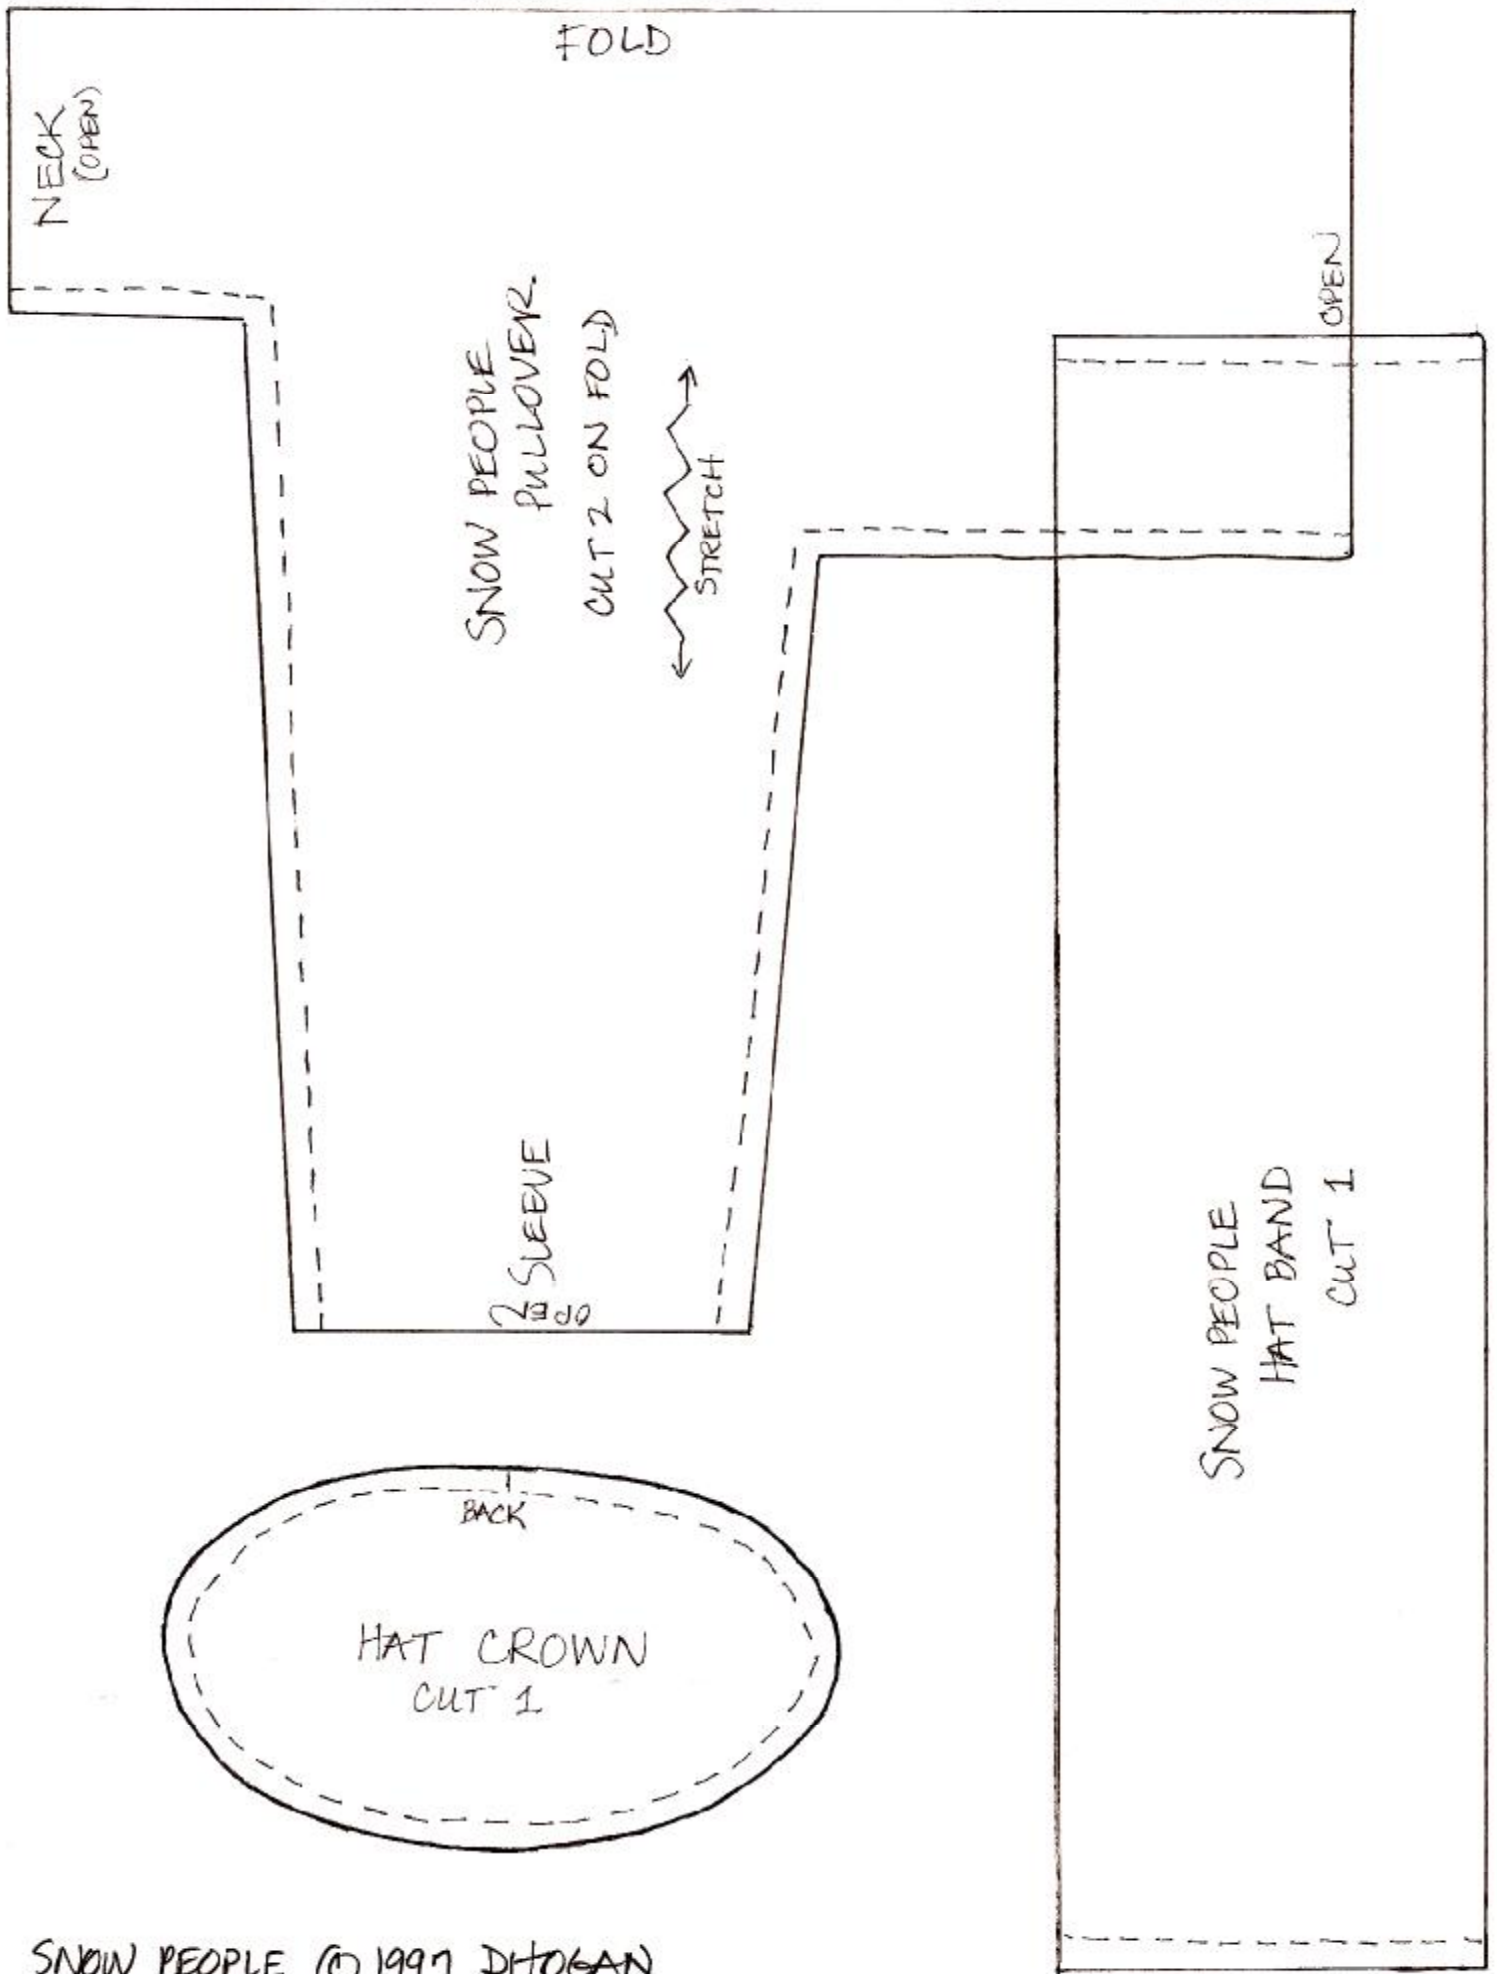 FOLD
NECK
(OPEN)
SNOW PEOPLE
PULLOVER
CUT 2 ON FOLD
STRETCH
OPEN
SLEEVE
OPEN
BACK
HAT CROWN
CUT 1
SNOW PEOPLE
HAT BAND
CUT 1
SNOW PEOPLE © 1997 DHOGAN